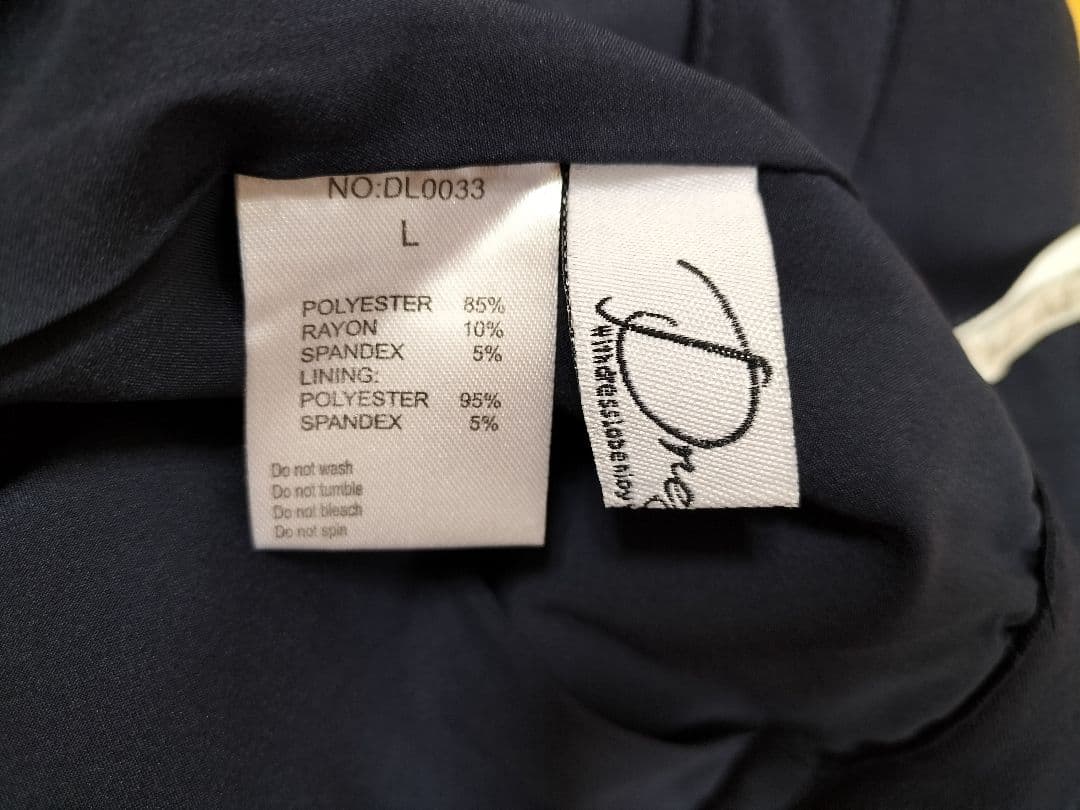 NO:DL0033
L
POLYESTER 85%
RAYON 10%
SPANDEX 5%
LINING:
POLYESTER 95%
SPANDEX 5%
Do not wash
Do not tumble
Do not bleach
Do not spin